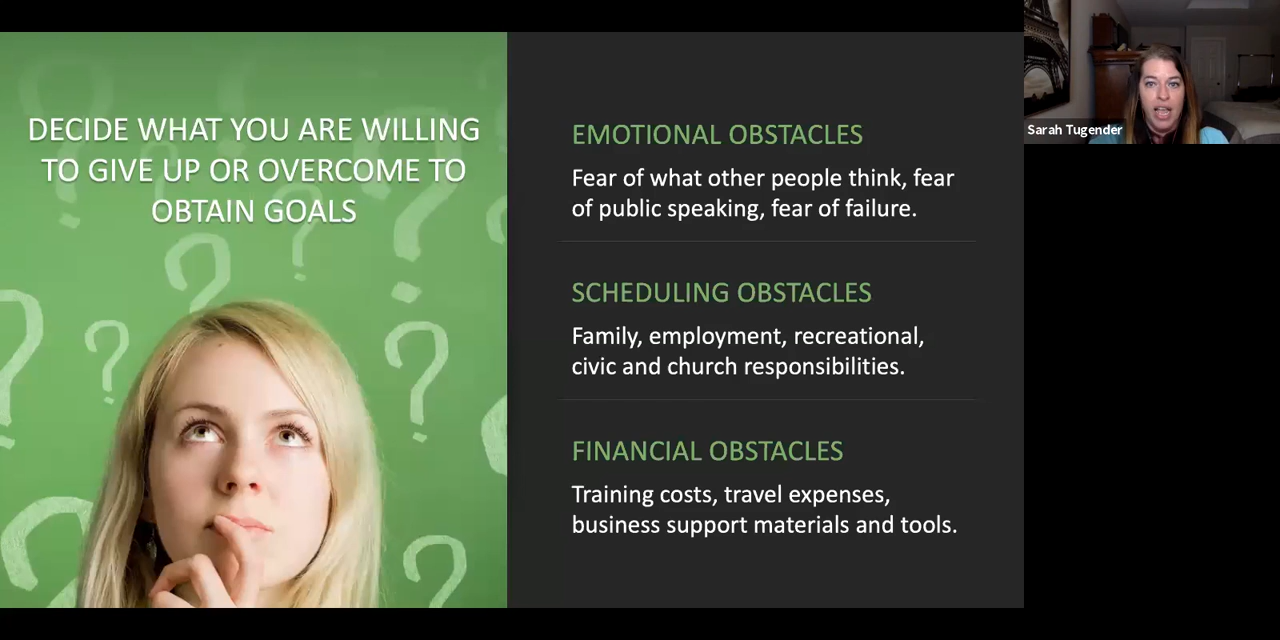 DECIDE WHAT YOU ARE WILLING
TO GIVE UP OR OVERCOME TO
OBTAIN GOALS
EMOTIONAL OBSTACLES
Fear of what other people think, fear
of public speaking, fear of failure.
SCHEDULING OBSTACLES
Family, employment, recreational,
civic and church responsibilities.
FINANCIAL OBSTACLES
Training costs, travel expenses,
business support materials and tools.
Sarah Tugender